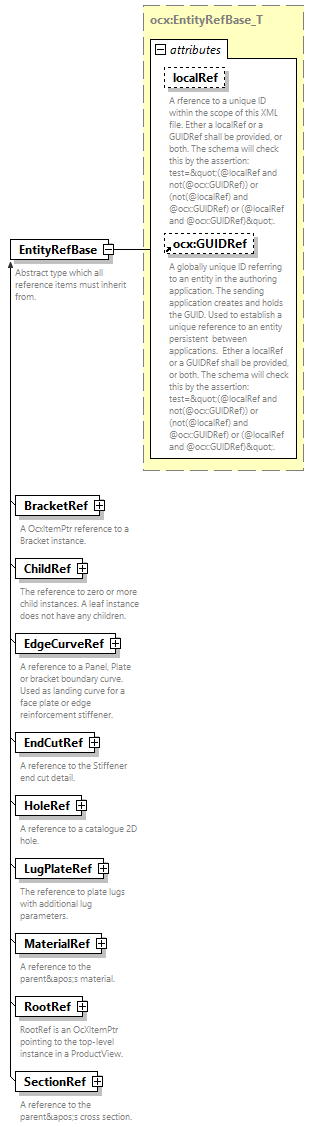 ocx:EntityRefBase_T
attributes
localRef
A rference to a unique ID
within the scope of this XML
file. Ether a localRef or a
GUIDRef shall be provided, or
both. The schema will check
this by the assertion:
test=&quot;(@localRef and
not(@ocx:GUIDRef)) or
(not(@localRef) and
@ocx:GUIDRef) or (@localRef
and @ocx:GUIDRef)&quot;.
ocx:GUIDRef
A globally unique ID referring
to an entity in the authoring
application. The sending
application creates and holds
the GUID. Used to establish a
unique reference to an entity
persistent  between
applications.  Ether a localRef
or a GUIDRef shall be provided,
or both. The schema will check
this by the assertion:
test=&quot;(@localRef and
not(@ocx:GUIDRef)) or
(not(@localRef) and
@ocx:GUIDRef) or (@localRef
and @ocx:GUIDRef)&quot;.
EntityRefBase
Abstract type which all
reference items must inherit
from.
BracketRef
A OcxItemPtr reference to a
Bracket instance.
ChildRef
The reference to zero or more
child instances. A leaf instance
does not have any children.
EdgeCurveRef
A reference to a Panel, Plate
or bracket boundary curve.
Used as landing curve for a
face plate or edge
reinforcement stiffener.
EndCutRef
A reference to the Stiffener
end cut detail.
HoleRef
A reference to a catalogue 2D
hole.
LugPlateRef
The reference to plate lugs
with additional lug
parameters.
MaterialRef
A reference to the
parent&apos;s material.
RootRef
RootRef is an OcXItemPtr
pointing to the top-level
instance in a ProductView.
SectionRef
A reference to the
parent&apos;s cross section.